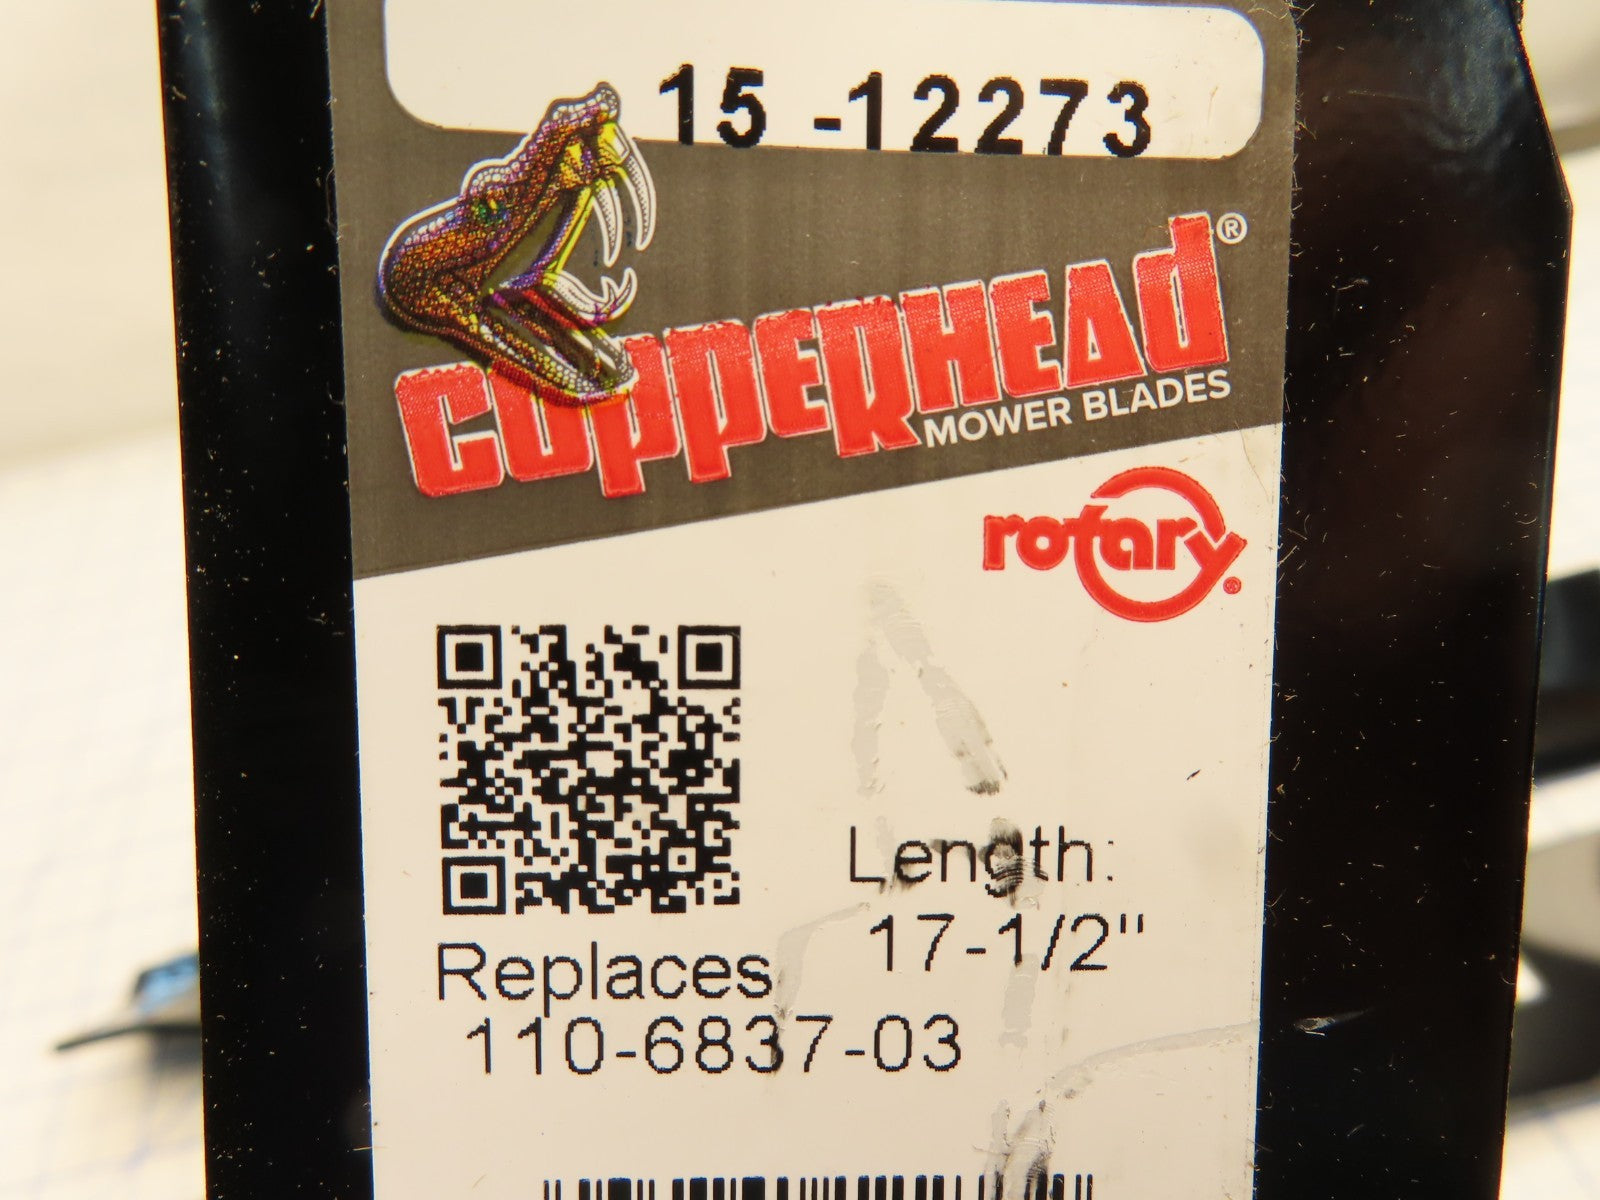 15 -12273
COPPERHEAD®
MOWER BLADES
rotary®
Length:
17-1/2"
Replaces
110-6837-03